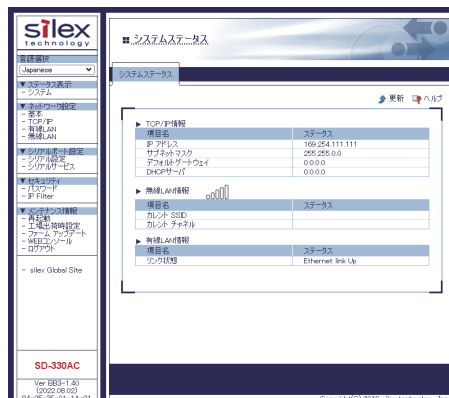 silex
technology
言語選択
Japanese
▼ ステータス表示
- システム
▼ ネットワーク設定
- 基本
- TCP/IP
- 有線LAN
- 無線LAN
▼ シリアルポート設定
- シリアル設定
- シリアルサービス
▼ セキュリティ
- パスワード
- IP Filter
▼ メンテナンス情報
- 再起動
- 工場出荷時設定
- ファーム アップデート
- WEBコンソール
- ログアウト
- silex Global Site
SD-330AC
Ver BB3-1.40
(2022.08.02)
システムステータス
システムステータス
更新 ヘルプ
▶ TCP/IP情報
項目名 ステータス
IP アドレス 169.254.111.111
サブネットマスク 255.255.0.0
デフォルトゲートウェイ 0.0.0.0
DHCPサーバ 0.0.0.0
▶ 無線LAN情報
項目名 ステータス
カレント SSID
カレント チャネル
▶ 有線LAN情報
項目名 ステータス
リンク状態 Ethernet link Up